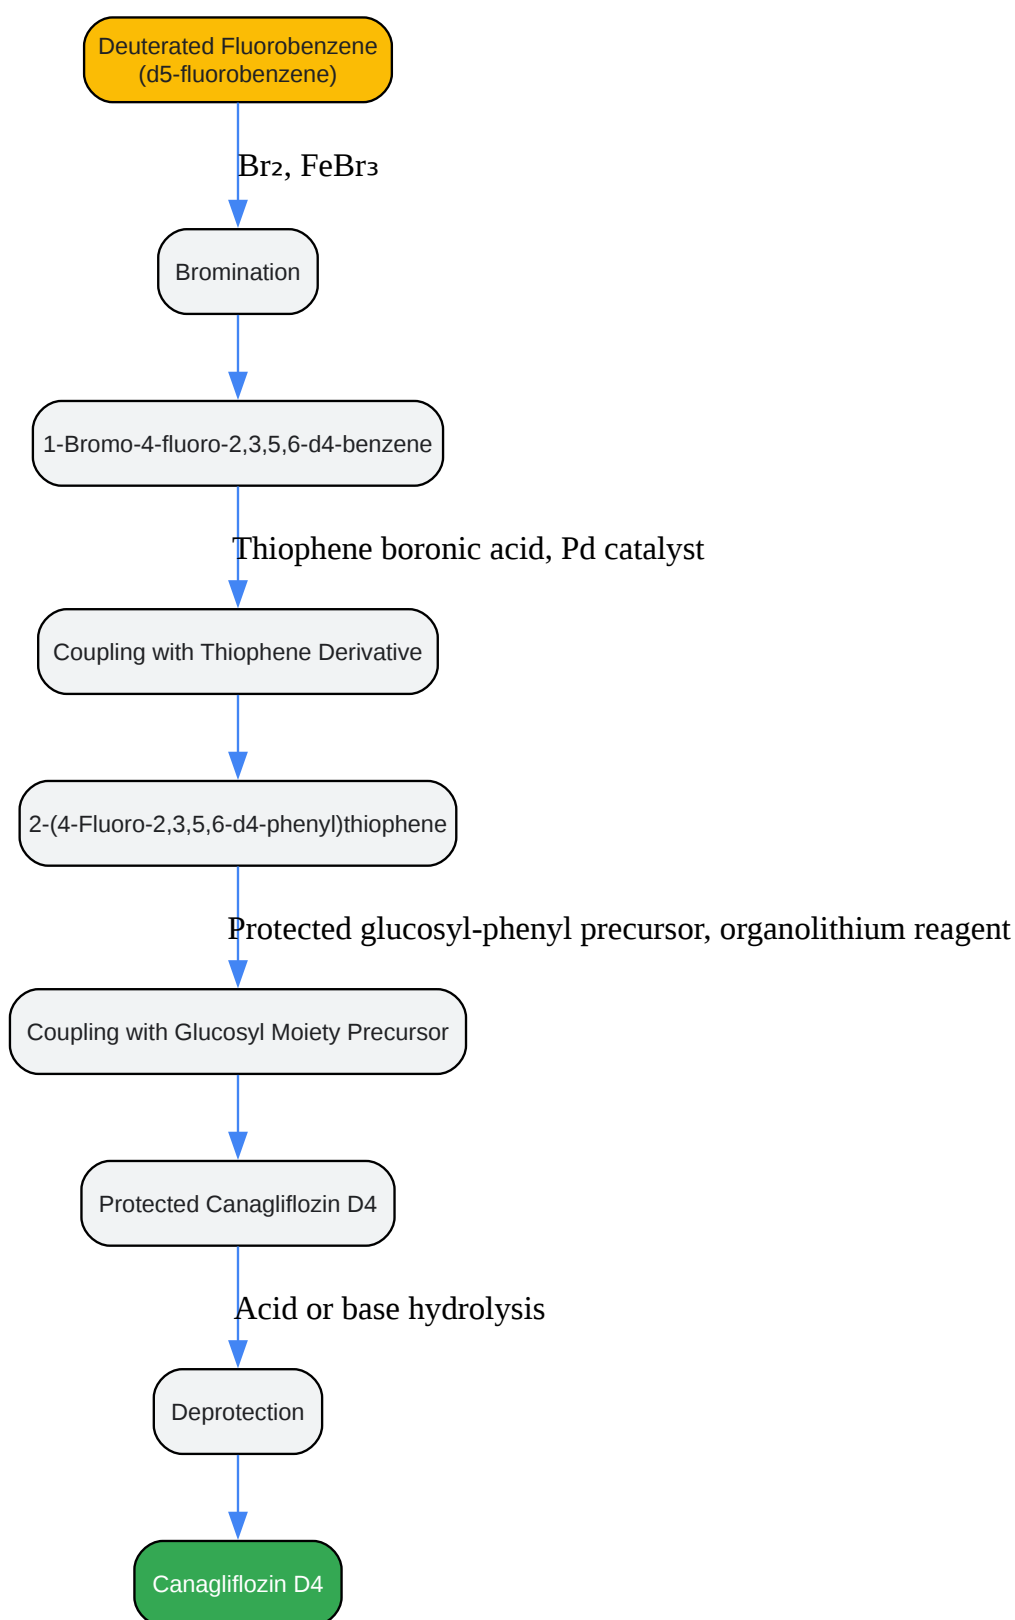 Deuterated Fluorobenzene
(d5-fluorobenzene)
Br₂, FeBr₃
Bromination
1-Bromo-4-fluoro-2,3,5,6-d4-benzene
Thiophene boronic acid, Pd catalyst
Coupling with Thiophene Derivative
2-(4-Fluoro-2,3,5,6-d4-phenyl)thiophene
Protected glucosyl-phenyl precursor, organolithium reagent
Coupling with Glucosyl Moiety Precursor
Protected Canagliflozin D4
Acid or base hydrolysis
Deprotection
Canagliflozin D4